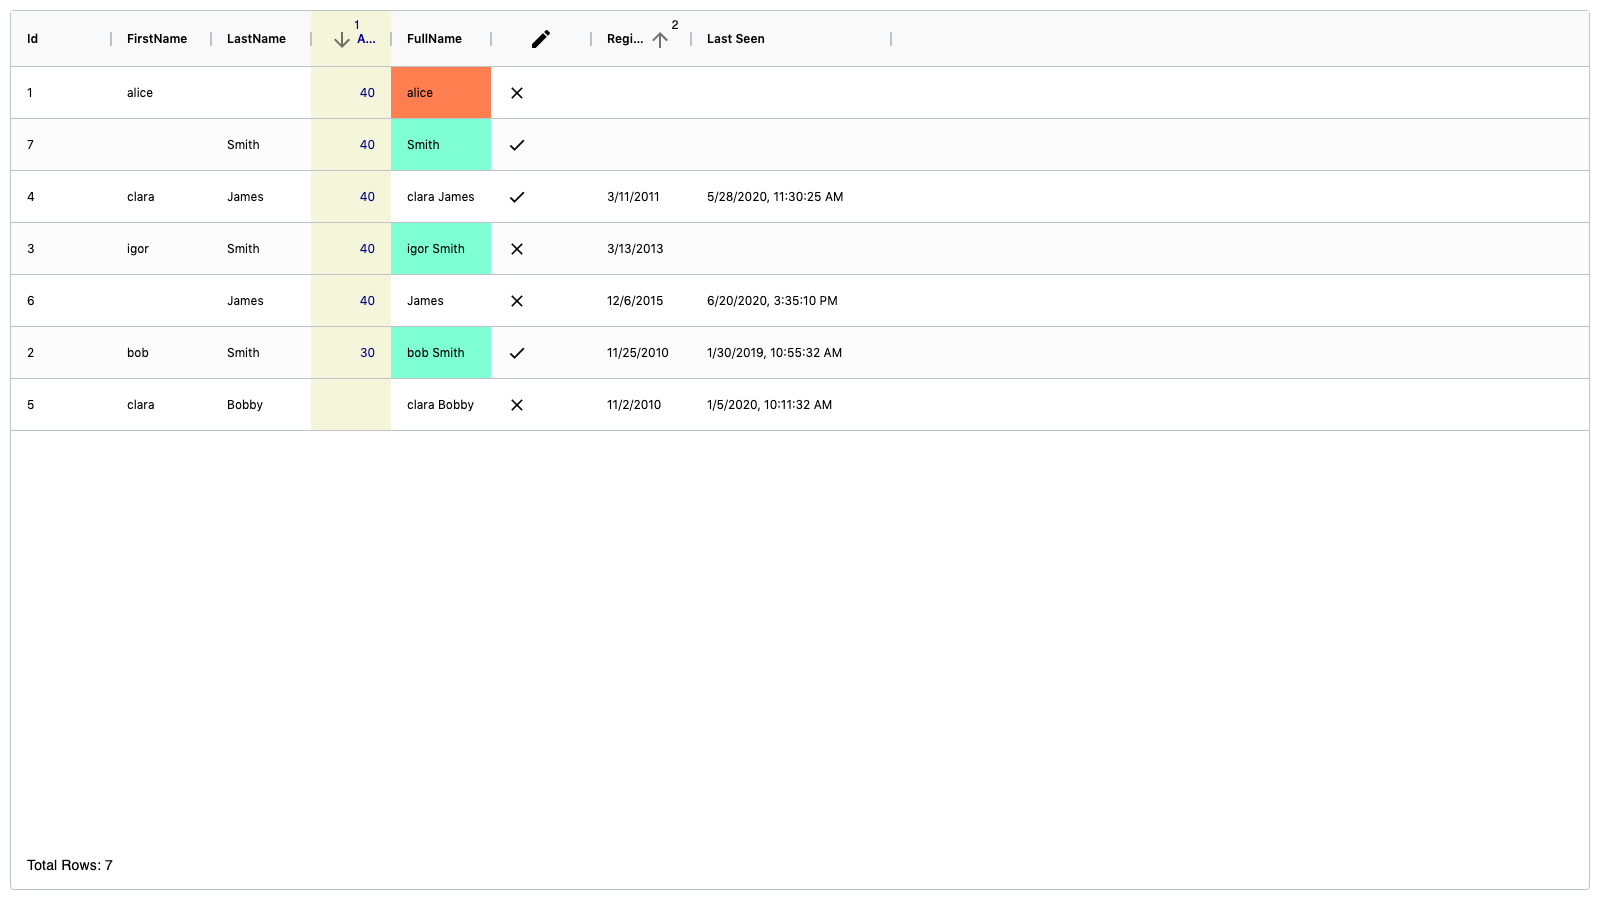 Id FirstName LastName 1 A... FullName Regi... 2 Last Seen
1 alice 40 alice
7 Smith 40 Smith
4 clara James 40 clara James 3/11/2011 5/28/2020, 11:30:25 AM
3 igor Smith 40 igor Smith 3/13/2013
6 James 40 James 12/6/2015 6/20/2020, 3:35:10 PM
2 bob Smith 30 bob Smith 11/25/2010 1/30/2019, 10:55:32 AM
5 clara Bobby clara Bobby 11/2/2010 1/5/2020, 10:11:32 AM
Total Rows: 7